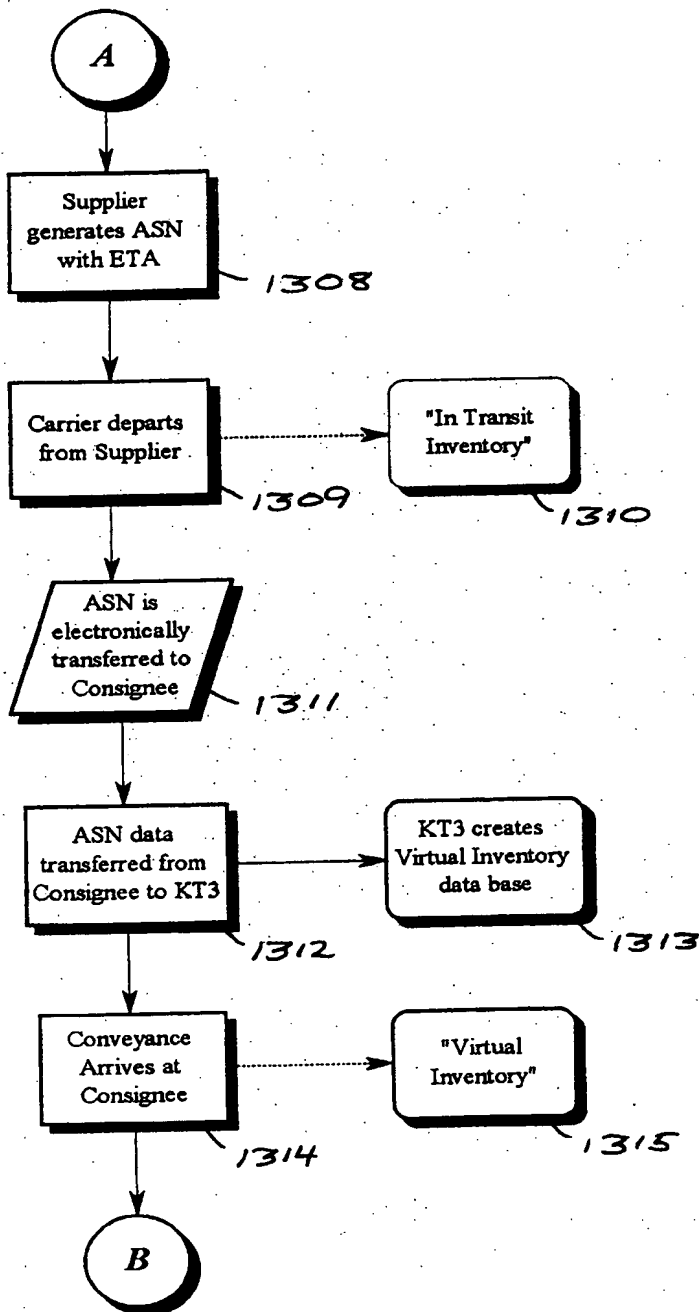 A
Supplier
generates ASN
with ETA
1308
Carrier departs
from Supplier
1309
"In Transit
Inventory"
1310
ASN is
electronically
transferred to
Consignee
1311
ASN data
transferred from
Consignee to KT3
1312
KT3 creates
Virtual Inventory
data base
1313
Conveyance
Arrives at
Consignee
1314
"Virtual
Inventory"
1315
B